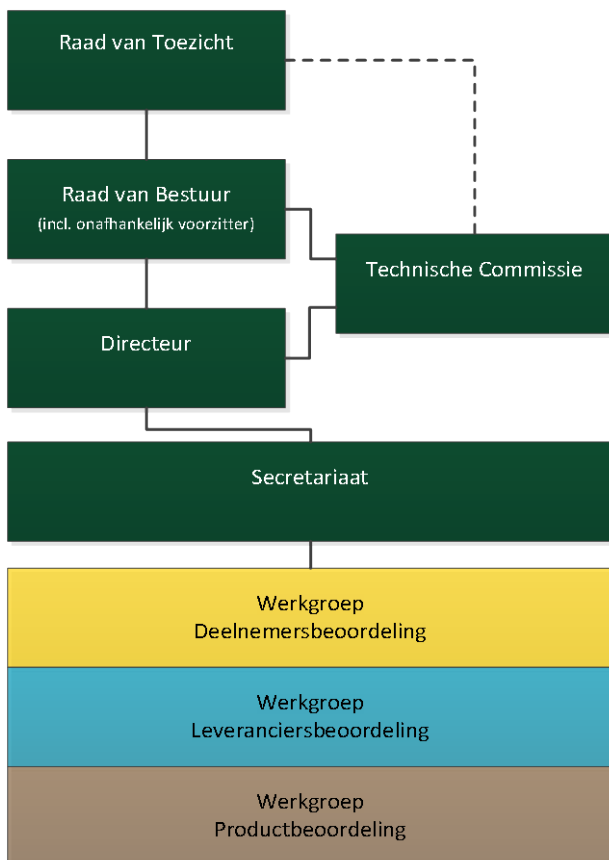 Raad van Toezicht
Raad van Bestuur
(incl. onafhankelijk voorzitter)
Technische Commissie
Directeur
Secretariaat
Werkgroep
Deelnemersbeoordeling
Werkgroep
Leveranciersbeoordeling
Werkgroep
Productbeoordeling